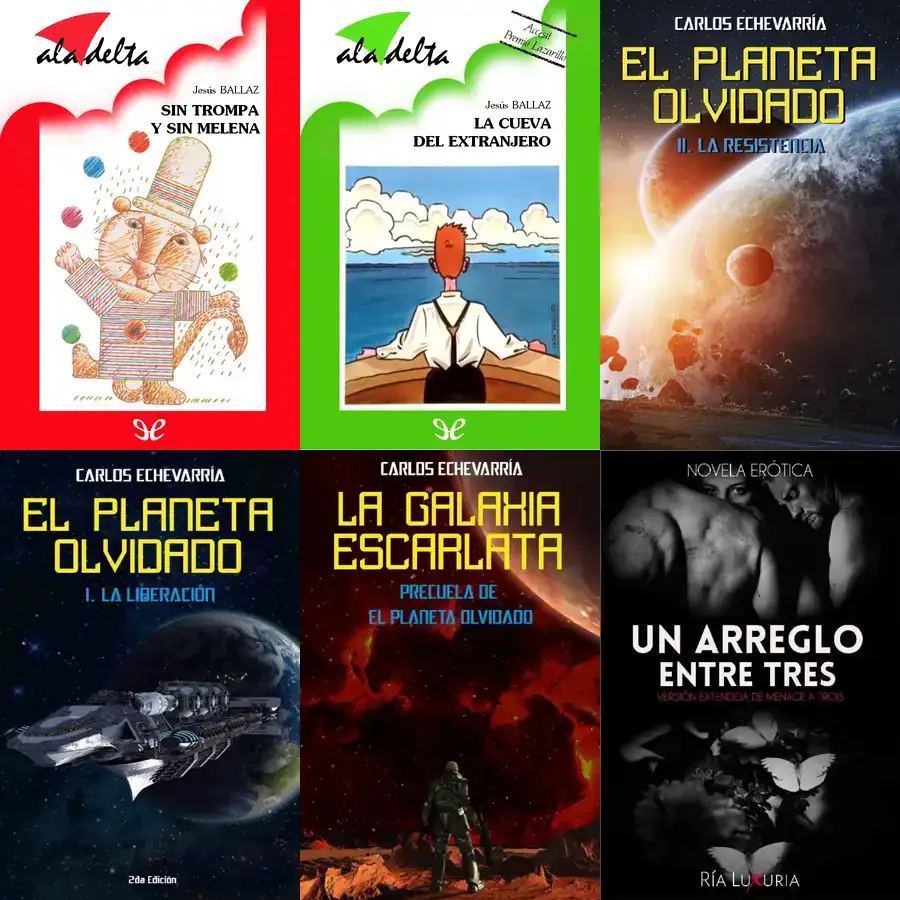 ala delta
Jesús BALLAZ
SIN TROMPA
Y SIN MELENA
ala delta
Accésit
Premio Lazarillo
Jesús BALLAZ
LA CUEVA
DEL EXTRANJERO
CARLOS ECHEVARRÍA
EL PLANETA
OLVIDADO
II. LA RESISTENCIA
CARLOS ECHEVARRÍA
EL PLANETA
OLVIDADO
I. LA LIBERACIÓN
2da Edición
CARLOS ECHEVARRÍA
LA GALAXIA
ESCARLATA
PRECUELA DE
EL PLANETA OLVIDADO
NOVELA ERÓTICA
UN ARREGLO
ENTRE TRES
VERSIÓN EXTENDIDA DE MENAGE A TROIS
RÍA LUXURIA